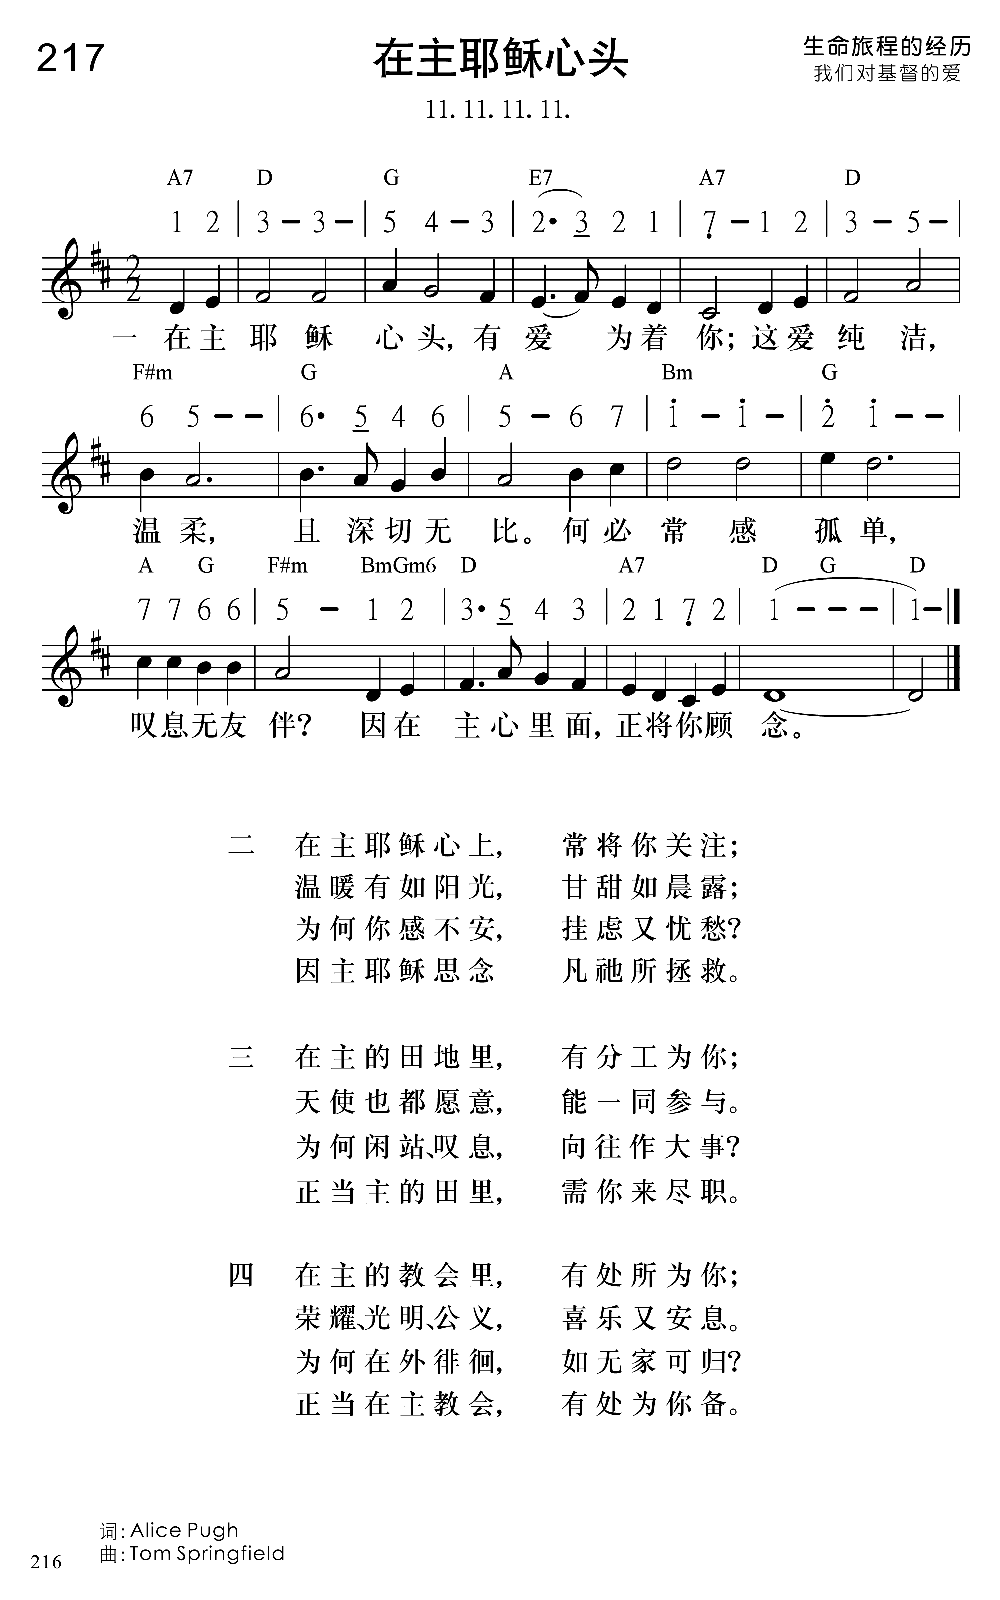 217
在主耶稣心头
生命旅程的经历
我们对基督的爱
11. 11. 11. 11.
A7 D G E7 A7 D
1 2 | 3 – 3 – | 5 4 – 3 | 2· 3 2 1 | 7 – 1 2 | 3 – 5 – |
一 在主 耶 稣 心头,有 爱 为着 你;这爱 纯 洁,
F#m G A Bm G
6 5 – – | 6· 5 4 6 | 5 – 6 7 | 1 – 1 – | 2 1 – – |
温柔, 且 深切无 比。何必 常 感 孤单,
A G F#m BmGm6 D A7 D G D
7 7 6 6 | 5 – 1 2 | 3· 5 4 3 | 2 1 7 2 | 1 – – – | 1 – ‖
叹息无友 伴? 因在 主心里面,正将你顾 念。
二 在主耶稣心上, 常将你关注;
温暖有如阳光, 甘甜如晨露;
为何你感不安, 挂虑又忧愁?
因主耶稣思念 凡祂所拯救。
三 在主的田地里, 有分工为你;
天使也都愿意, 能一同参与。
为何闲站、叹息, 向往作大事?
正当主的田里, 需你来尽职。
四 在主的教会里, 有处所为你;
荣耀、光明、公义, 喜乐又安息。
为何在外徘徊, 如无家可归?
正当在主教会, 有处为你备。
词:Alice Pugh
曲:Tom Springfield
216